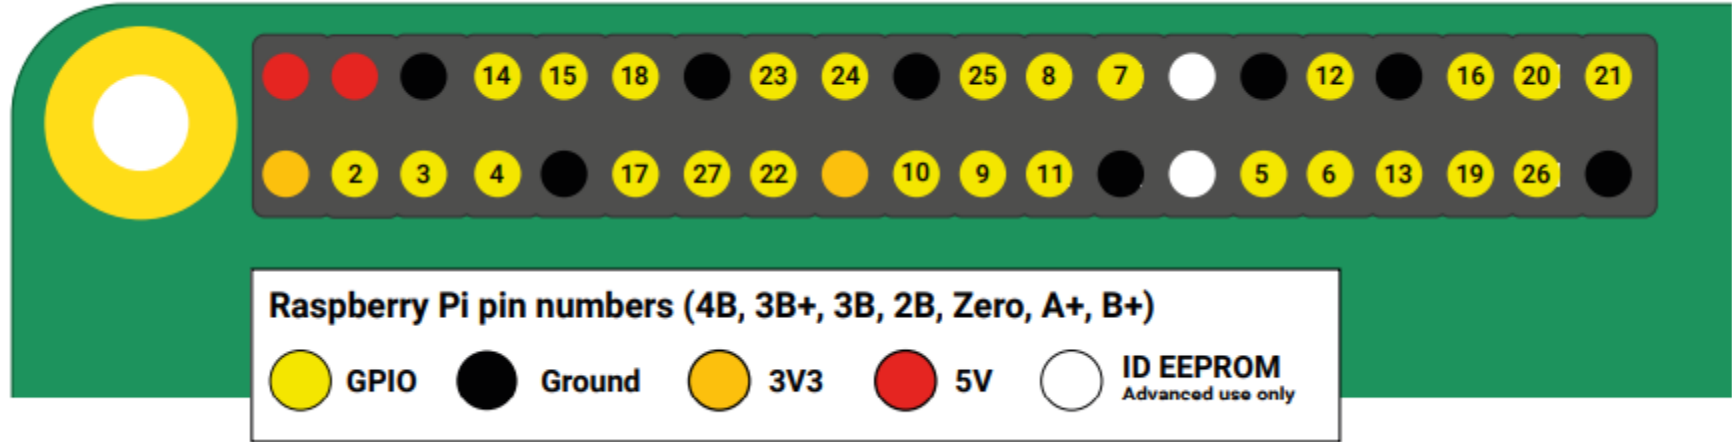 14 15 18 23 24 25 8 7 12 16 20 21
2 3 4 17 27 22 10 9 11 5 6 13 19 26
Raspberry Pi pin numbers (4B, 3B+, 3B, 2B, Zero, A+, B+)
GPIO Ground 3V3 5V ID EEPROM
Advanced use only